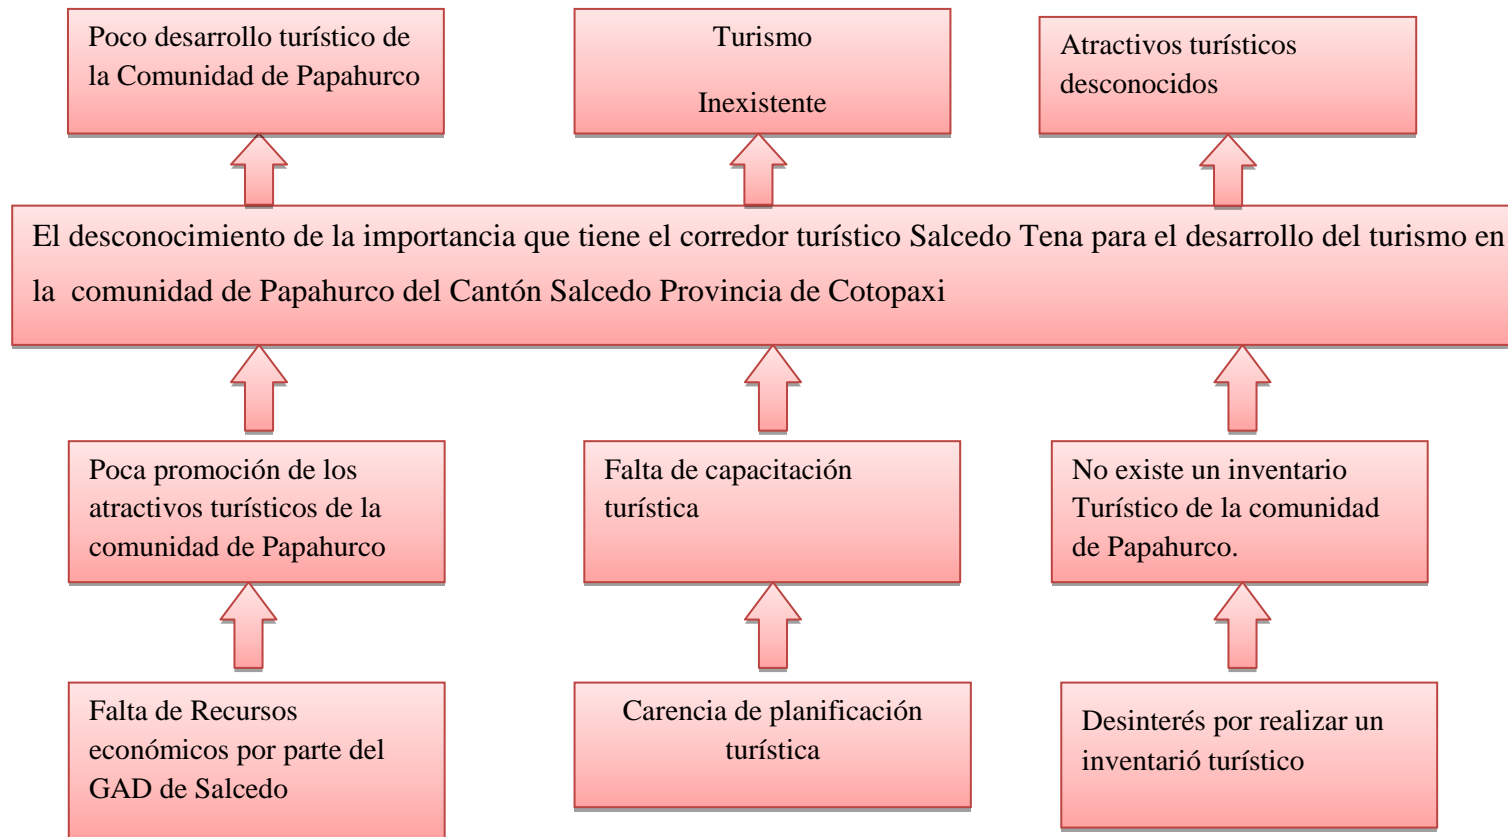 Poco desarrollo turístico de
la Comunidad de Papahurco
Turismo
Inexistente
Atractivos turísticos
desconocidos
El desconocimiento de la importancia que tiene el corredor turístico Salcedo Tena para el desarrollo del turismo en
la comunidad de Papahurco del Cantón Salcedo Provincia de Cotopaxi
Poca promoción de los
atractivos turísticos de la
comunidad de Papahurco
Falta de capacitación
turística
No existe un inventario
Turístico de la comunidad
de Papahurco.
Falta de Recursos
económicos por parte del
GAD de Salcedo
Carencia de planificación
turística
Desinterés por realizar un
inventarió turístico